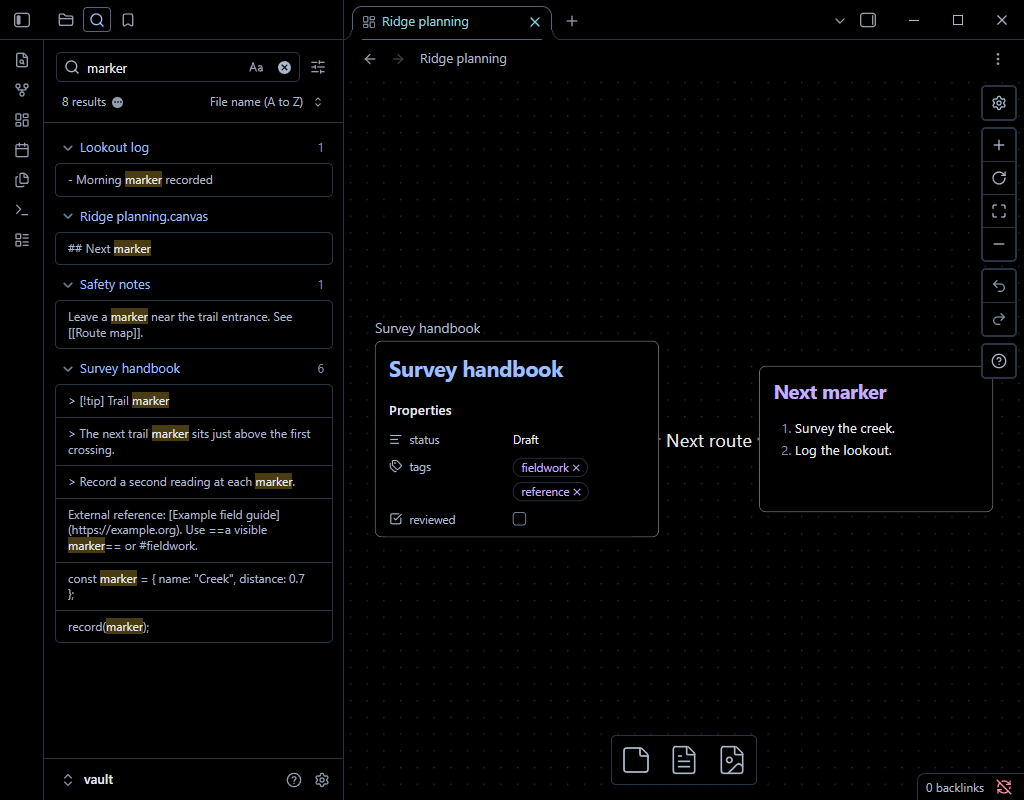 Ridge planning
marker
Aa
Ridge planning
8 results
File name (A to Z)
Lookout log
1
- Morning marker recorded
Ridge planning.canvas
## Next marker
Safety notes
1
Leave a marker near the trail entrance. See
[[Route map]].
Survey handbook
6
> [!tip] Trail marker
> The next trail marker sits just above the first
crossing.
> Record a second reading at each marker.
External reference: [Example field guide]
(https://example.org). Use ==a visible
marker== or #fieldwork.
const marker = { name: "Creek", distance: 0.7
};
record(marker);
vault
Survey handbook
Survey handbook
Properties
status
Draft
tags
fieldwork
reference
reviewed
Next route
Next marker
1. Survey the creek.
2. Log the lookout.
0 backlinks